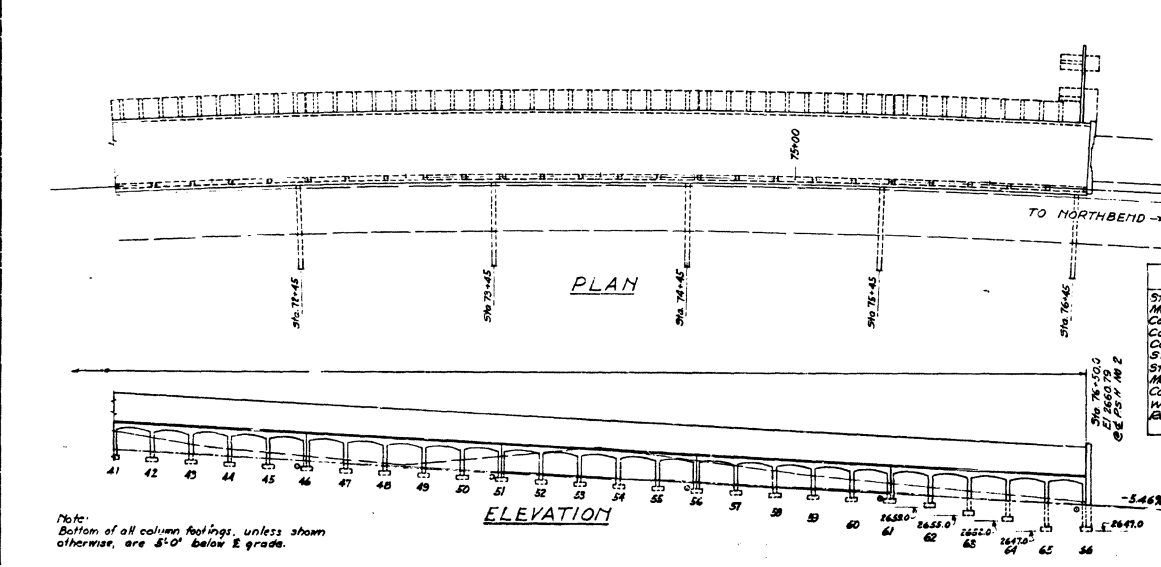 75+00
TO NORTHBEND
Sta. 72+45
Sta. 73+45
Sta. 74+45
Sta. 75+45
Sta. 76+45
PLAN
Sta. 76+50.0
El 2660.79
@ ⅊ P.S.H. No 2
41 42 43 44 45 46 47 48 49 50 51 52 53 54 55 56 57 58 59 60 61 62 63 64 65 66
2655.0
2652.0
2647.0
2647.0
-5.46%
ELEVATION
Note:
Bottom of all column footings, unless shown
otherwise, are 5'-0" below ⅊ grade.